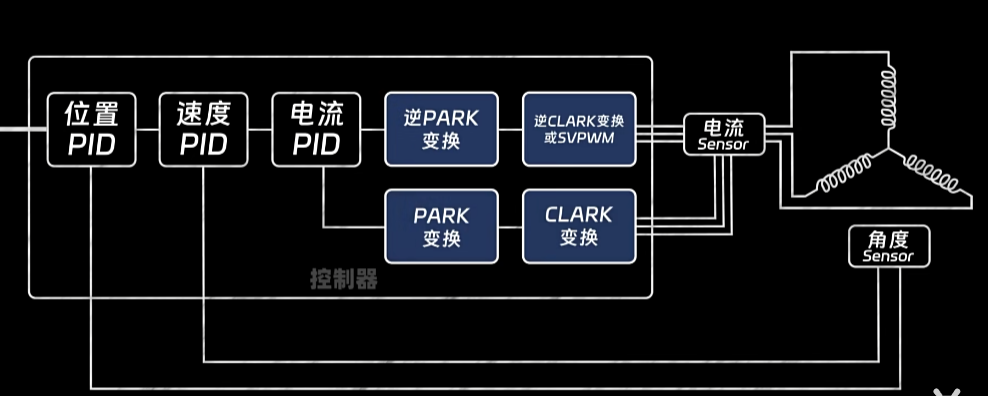 位置
PID
速度
PID
电流
PID
逆PARK
变换
逆CLARK变换
或SVPWM
电流
Sensor
PARK
变换
CLARK
变换
角度
Sensor
控制器